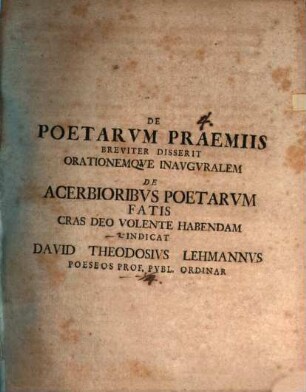 4.
DE
POETARVM PRAEMIIS
BREVITER DISSERIT
ORATIONEMQVE INAVGVRALEM
DE
ACERBIORIBVS POETARVM
FATIS
CRAS DEO VOLENTE HABENDAM
INDICAT
DAVID THEODOSIVS LEHMANNVS
POESEOS PROF. PVBL. ORDINAR